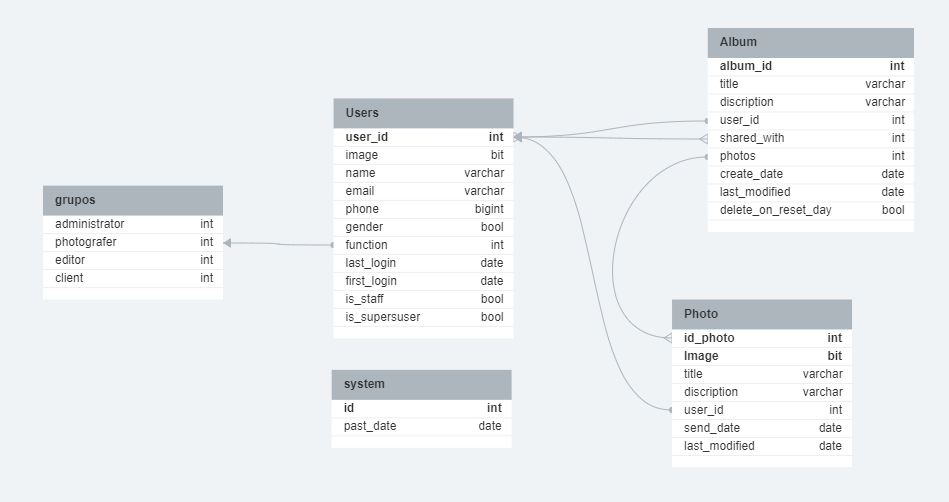 grupos
administrator int
photografer int
editor int
client int
Users
user_id int
image bit
name varchar
email varchar
phone bigint
gender bool
function int
last_login date
first_login date
is_staff bool
is_supersuser bool
system
id int
past_date date
Album
album_id int
title varchar
discription varchar
user_id int
shared_with int
photos int
create_date date
last_modified date
delete_on_reset_day bool
Photo
id_photo int
Image bit
title varchar
discription varchar
user_id int
send_date date
last_modified date